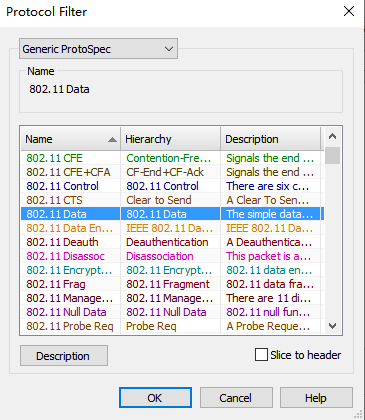 Protocol Filter
Generic ProtoSpec
Name
802.11 Data
Name Hierarchy Description
802.11 CFE Contention-Fre... Signals the end ...
802.11 CFE+CFA CF-End+CF-Ack Signals the end ...
802.11 Control 802.11 Control There are six c...
802.11 CTS Clear to Send A Clear To Sen...
802.11 Data 802.11 Data The simple data...
802.11 Data En... IEEE 802.11 Da... 802.11 data fra...
802.11 Deauth Deauthentication A Deauthentica...
802.11 Disassoc Disassociation This packet is a...
802.11 Encrypt... 802.11 Encrypte... 802.11 data en...
802.11 Frag 802.11 Fragment 802.11 data fra...
802.11 Manage... 802.11 Manage... There are 11 di...
802.11 Null Data 802.11 Null Data 802.11 null fun...
802.11 Probe Req 802.11 Probe Re... A Probe Reque...
Description
Slice to header
OK
Cancel
Help